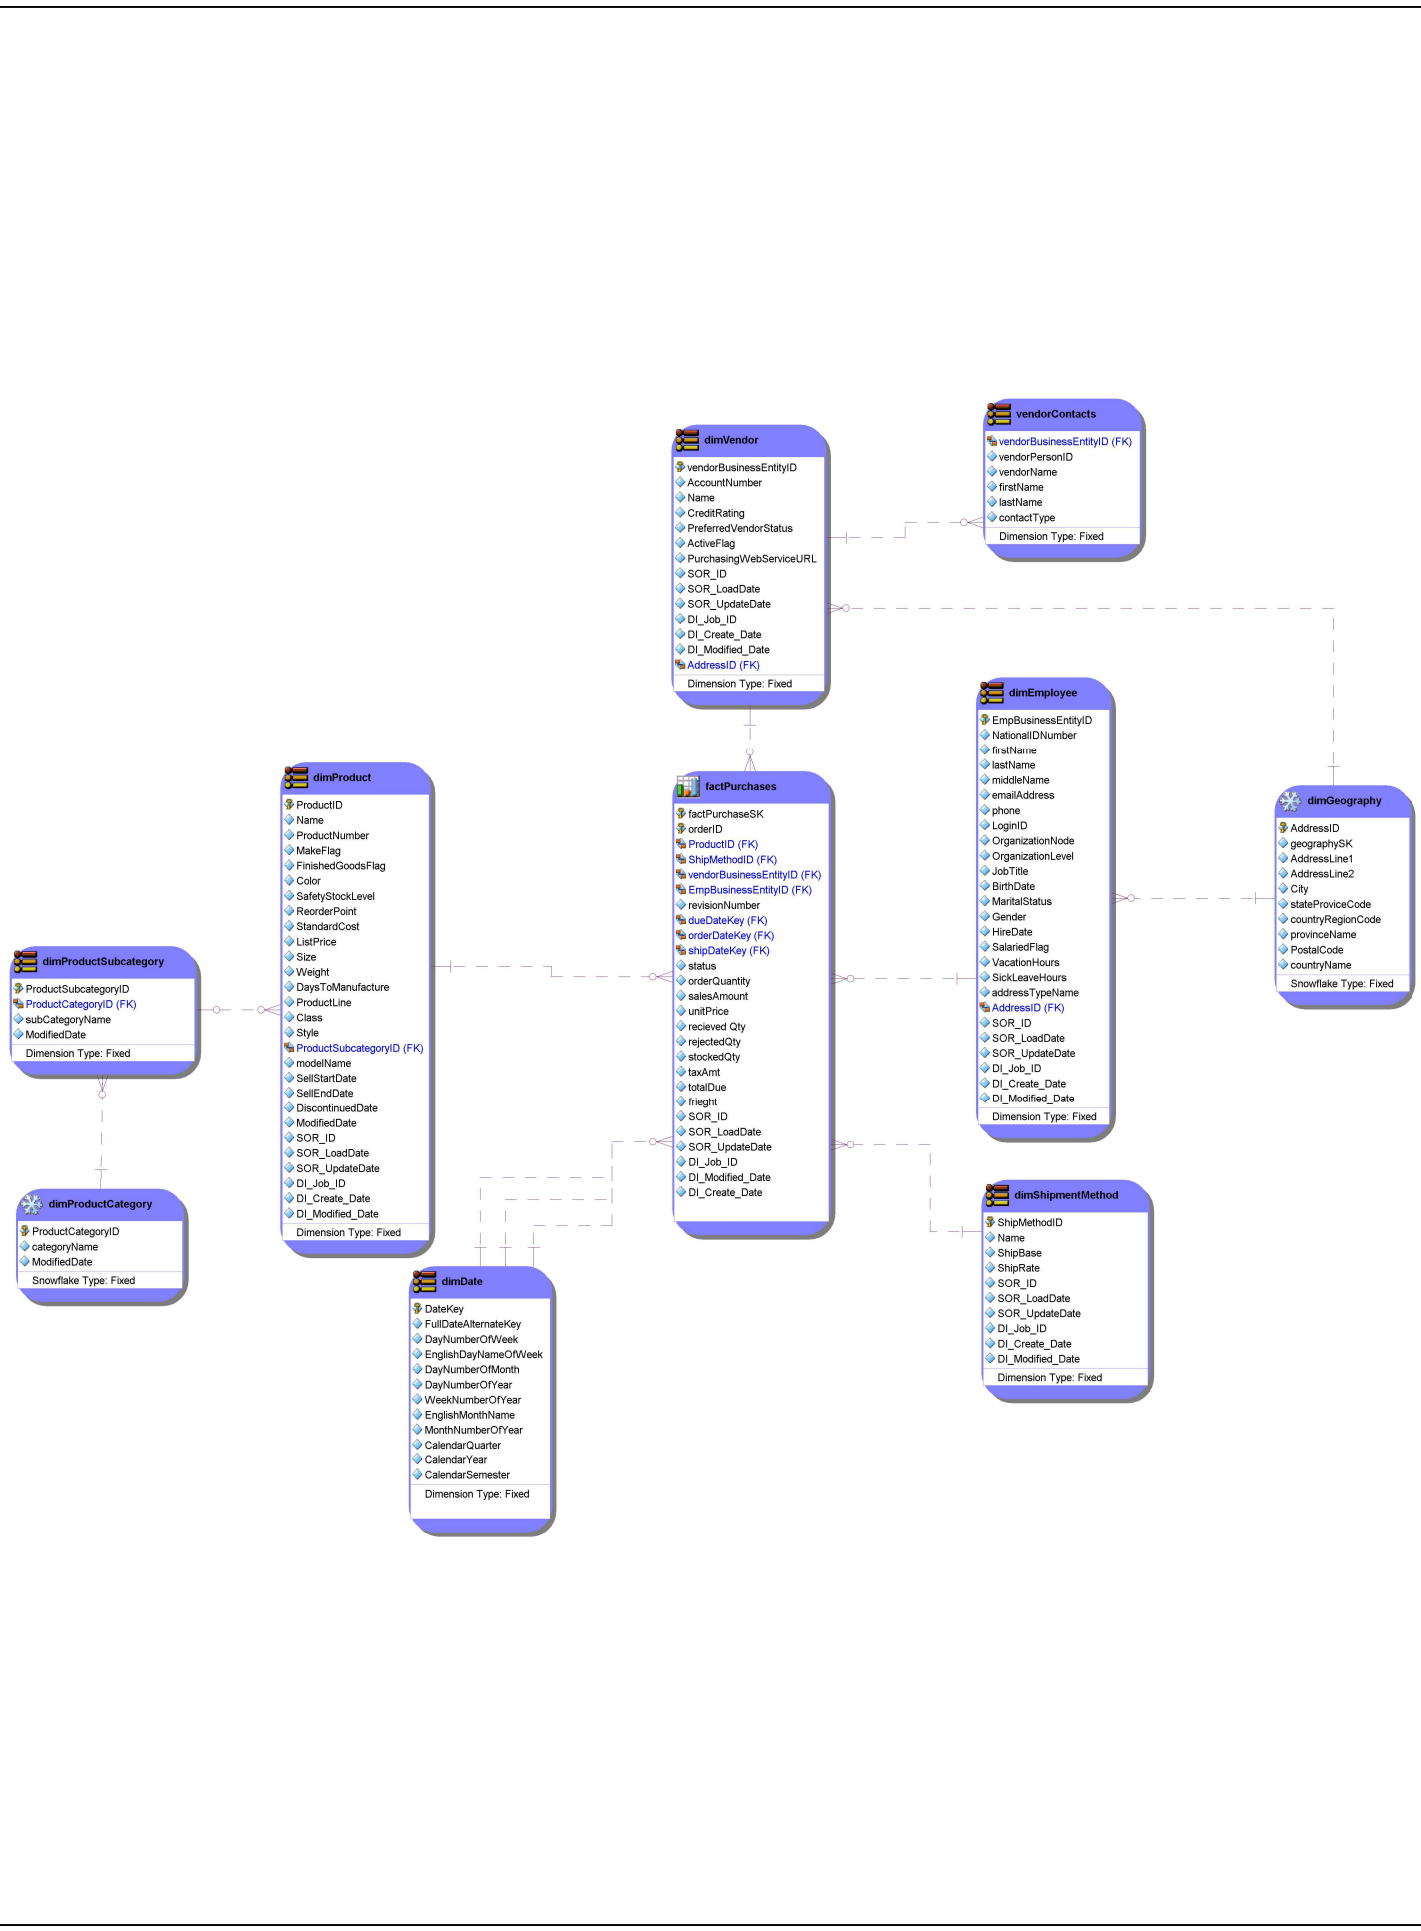 vendorContacts
vendorBusinessEntityID (FK)
vendorPersonID
vendorName
firstName
lastName
contactType
Dimension Type: Fixed
dimVendor
vendorBusinessEntityID
AccountNumber
Name
CreditRating
PreferredVendorStatus
ActiveFlag
PurchasingWebServiceURL
SOR_ID
SOR_LoadDate
SOR_UpdateDate
DI_Job_ID
DI_Create_Date
DI_Modified_Date
AddressID (FK)
Dimension Type: Fixed
dimEmployee
EmpBusinessEntityID
NationalIDNumber
firstName
lastName
middleName
emailAddress
phone
LoginID
OrganizationNode
OrganizationLevel
JobTitle
BirthDate
MaritalStatus
Gender
HireDate
SalariedFlag
VacationHours
SickLeaveHours
addressTypeName
AddressID (FK)
SOR_ID
SOR_LoadDate
SOR_UpdateDate
DI_Job_ID
DI_Create_Date
DI_Modified_Date
Dimension Type: Fixed
dimGeography
AddressID
geographySK
AddressLine1
AddressLine2
City
stateProviceCode
countryRegionCode
provinceName
PostalCode
countryName
Snowflake Type: Fixed
dimProduct
ProductID
Name
ProductNumber
MakeFlag
FinishedGoodsFlag
Color
SafetyStockLevel
ReorderPoint
StandardCost
ListPrice
Size
Weight
DaysToManufacture
ProductLine
Class
Style
ProductSubcategoryID (FK)
modelName
SellStartDate
SellEndDate
DiscontinuedDate
ModifiedDate
SOR_ID
SOR_LoadDate
SOR_UpdateDate
DI_Job_ID
DI_Create_Date
DI_Modified_Date
Dimension Type: Fixed
factPurchases
factPurchaseSK
orderID
ProductID (FK)
ShipMethodID (FK)
vendorBusinessEntityID (FK)
EmpBusinessEntityID (FK)
revisionNumber
dueDateKey (FK)
orderDateKey (FK)
shipDateKey (FK)
status
orderQuantity
salesAmount
unitPrice
recieved Qty
rejectedQty
stockedQty
taxAmt
totalDue
frieght
SOR_ID
SOR_LoadDate
SOR_UpdateDate
DI_Job_ID
DI_Modified_Date
DI_Create_Date
dimProductSubcategory
ProductSubcategoryID
ProductCategoryID (FK)
subCategoryName
ModifiedDate
Dimension Type: Fixed
dimProductCategory
ProductCategoryID
categoryName
ModifiedDate
Snowflake Type: Fixed
dimShipmentMethod
ShipMethodID
Name
ShipBase
ShipRate
SOR_ID
SOR_LoadDate
SOR_UpdateDate
DI_Job_ID
DI_Create_Date
DI_Modified_Date
Dimension Type: Fixed
dimDate
DateKey
FullDateAlternateKey
DayNumberOfWeek
EnglishDayNameOfWeek
DayNumberOfMonth
DayNumberOfYear
WeekNumberOfYear
EnglishMonthName
MonthNumberOfYear
CalendarQuarter
CalendarYear
CalendarSemester
Dimension Type: Fixed